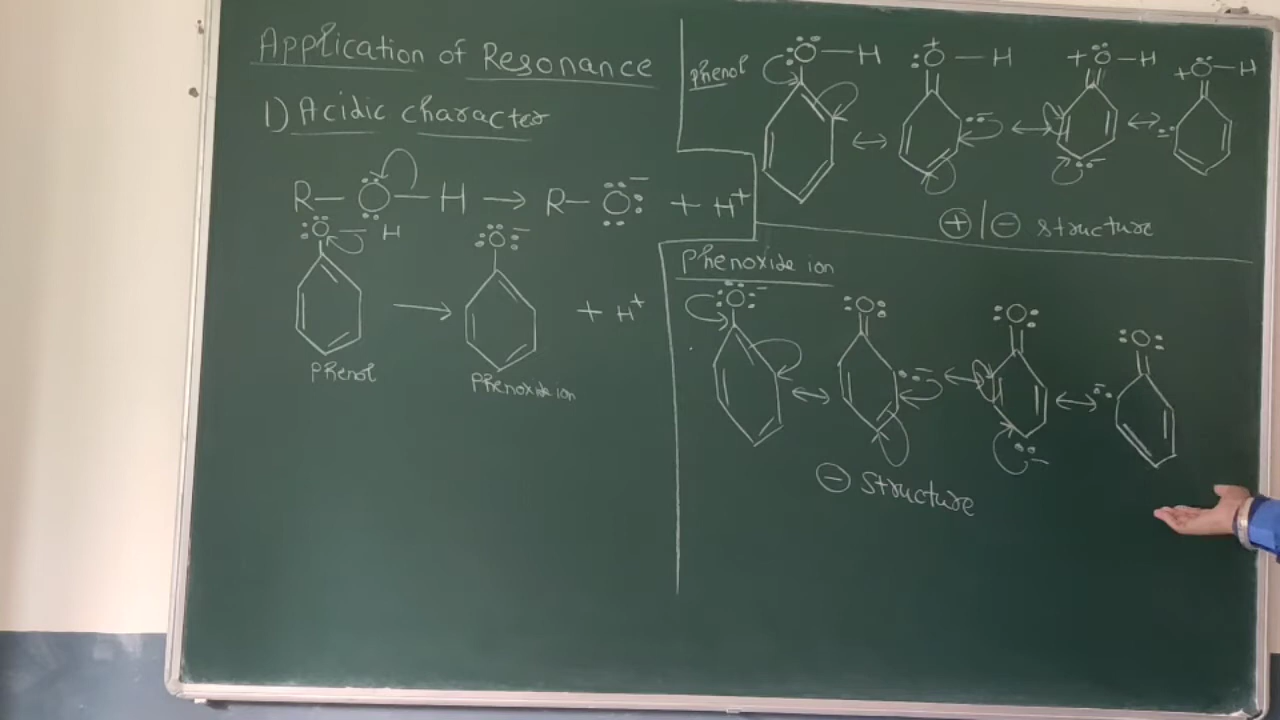 Application of Resonance
1) Acidic character
R—O—H → R—O⁻ + H⁺
O—H O⁻
→ + H⁺
Phenol Phenoxide ion
Phenol
O—H ↔ +O—H ↔ +O—H ↔ +O—H
⊕/⊖ structure
Phenoxide ion
O⁻ ↔ O ↔ O ↔ O
⊖ structure